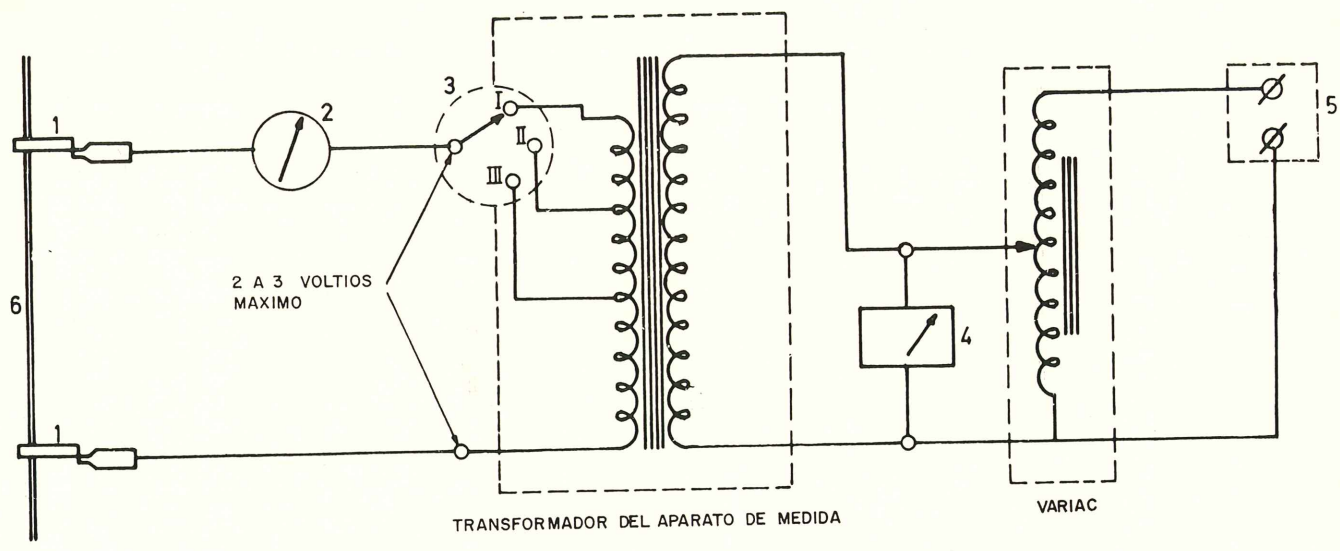 1
2
3
I
II
III
2 A 3 VOLTIOS
MAXIMO
4
5
6
1
TRANSFORMADOR DEL APARATO DE MEDIDA
VARIAC